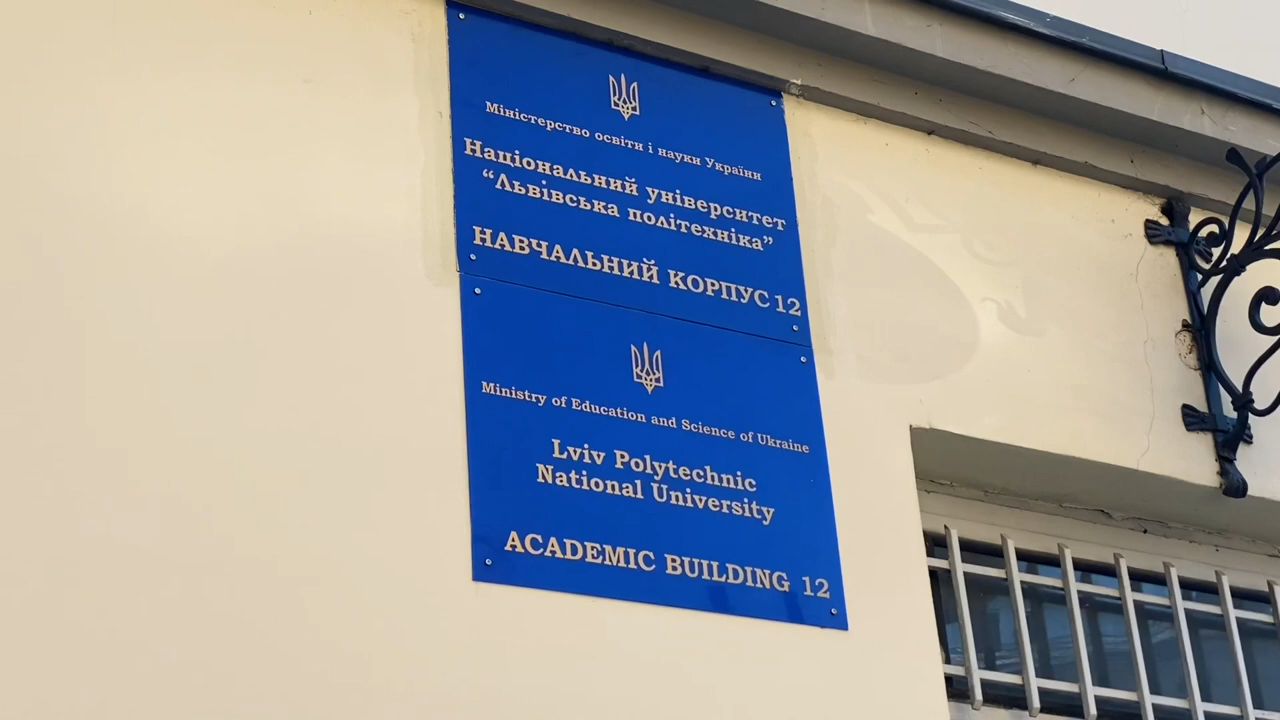 Міністерство освіти і науки України
Національний університет
“Львівська політехніка”
НАВЧАЛЬНИЙ КОРПУС 12
Ministry of Education and Science of Ukraine
Lviv Polytechnic
National University
ACADEMIC BUILDING 12